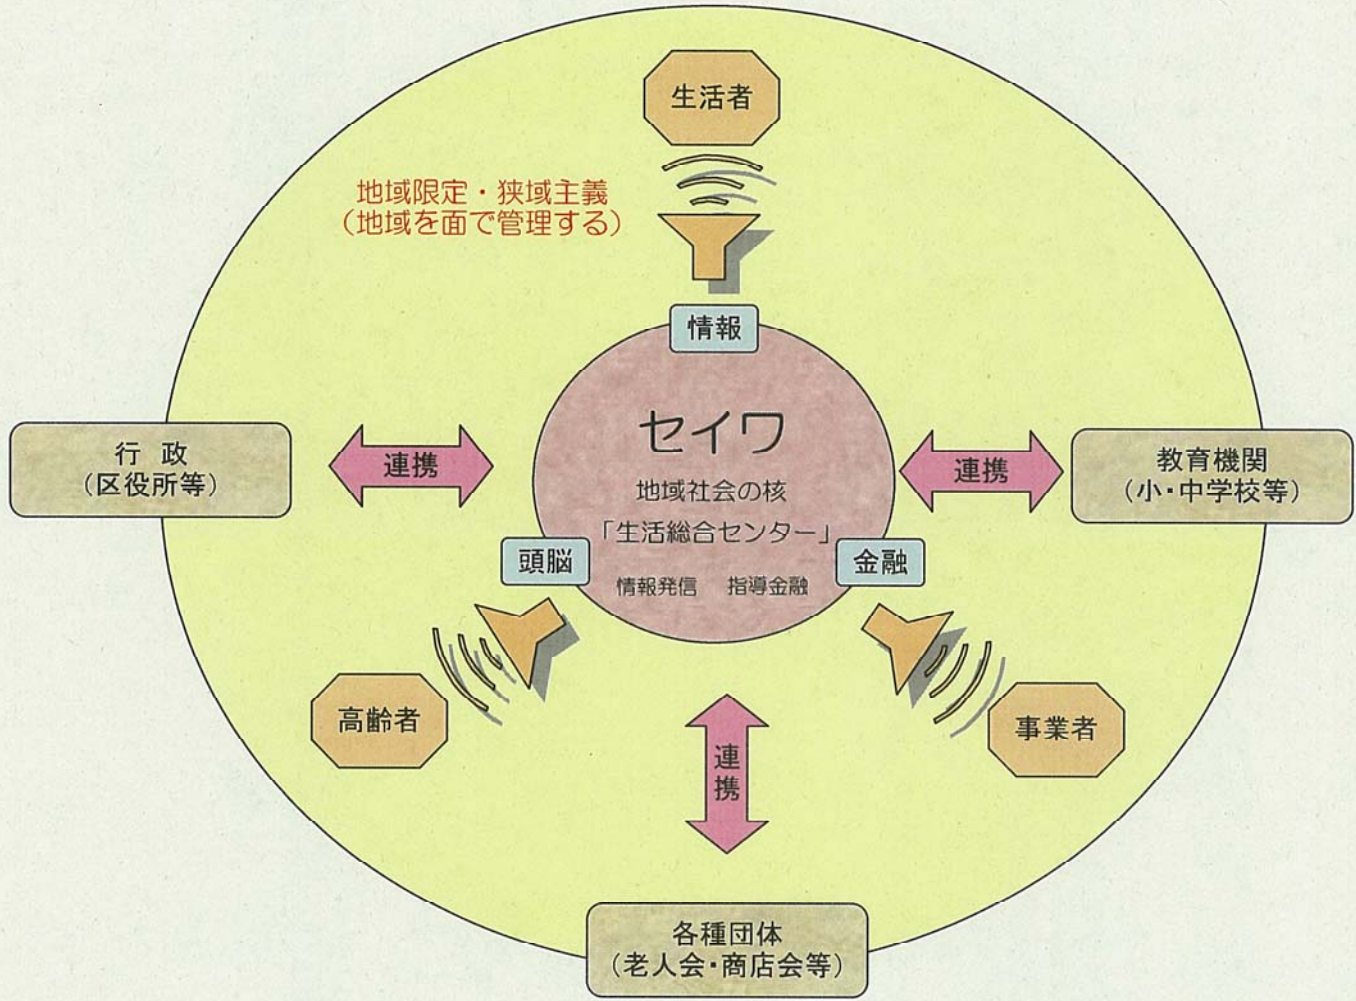 生活者
地域限定・狭域主義
(地域を面で管理する)
情報
セイワ
地域社会の核
「生活総合センター」
情報発信 指導金融
頭脳
金融
行 政
(区役所等)
連携
連携
教育機関
(小・中学校等)
高齢者
事業者
連携
各種団体
(老人会・商店会等)